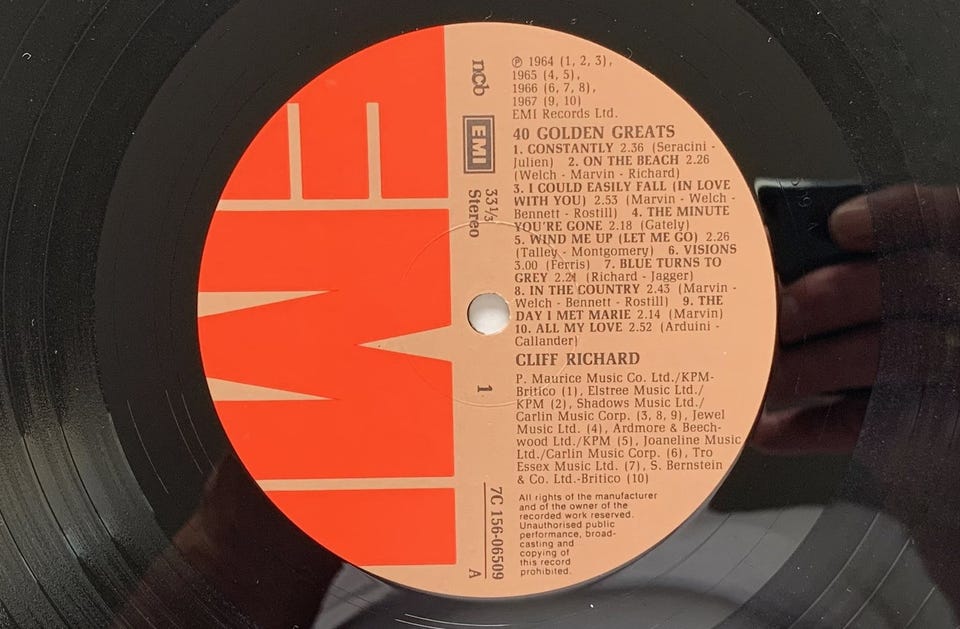 EMI
ncb
EMI
33⅓
Stereo
1
7C 156-06509
A
℗ 1964 (1, 2, 3),
1965 (4, 5),
1966 (6, 7, 8),
1967 (9, 10)
EMI Records Ltd.
40 GOLDEN GREATS
1. CONSTANTLY 2.36 (Seracini -
Julien) 2. ON THE BEACH 2.26
(Welch - Marvin - Richard)
3. I COULD EASILY FALL (IN LOVE
WITH YOU) 2.53 (Marvin - Welch -
Bennett - Rostill) 4. THE MINUTE
YOU'RE GONE 2.18 (Gately)
5. WIND ME UP (LET ME GO) 2.26
(Talley - Montgomery) 6. VISIONS
3.00 (Ferris) 7. BLUE TURNS TO
GREY 2.21 (Richard - Jagger)
8. IN THE COUNTRY 2.43 (Marvin -
Welch - Bennett - Rostill) 9. THE
DAY I MET MARIE 2.14 (Marvin)
10. ALL MY LOVE 2.52 (Arduini -
Callander)
CLIFF RICHARD
P. Maurice Music Co. Ltd./KPM-
Britico (1), Elstree Music Ltd./
KPM (2), Shadows Music Ltd./
Carlin Music Corp. (3, 8, 9), Jewel
Music Ltd. (4), Ardmore & Beech-
wood Ltd./KPM (5), Joaneline Music
Ltd./Carlin Music Corp. (6), Tro
Essex Music Ltd. (7), S. Bernstein
& Co. Ltd.-Britico (10)
All rights of the manufacturer
and of the owner of the
recorded work reserved.
Unauthorised public
performance, broad-
casting and
copying of
this record
prohibited.